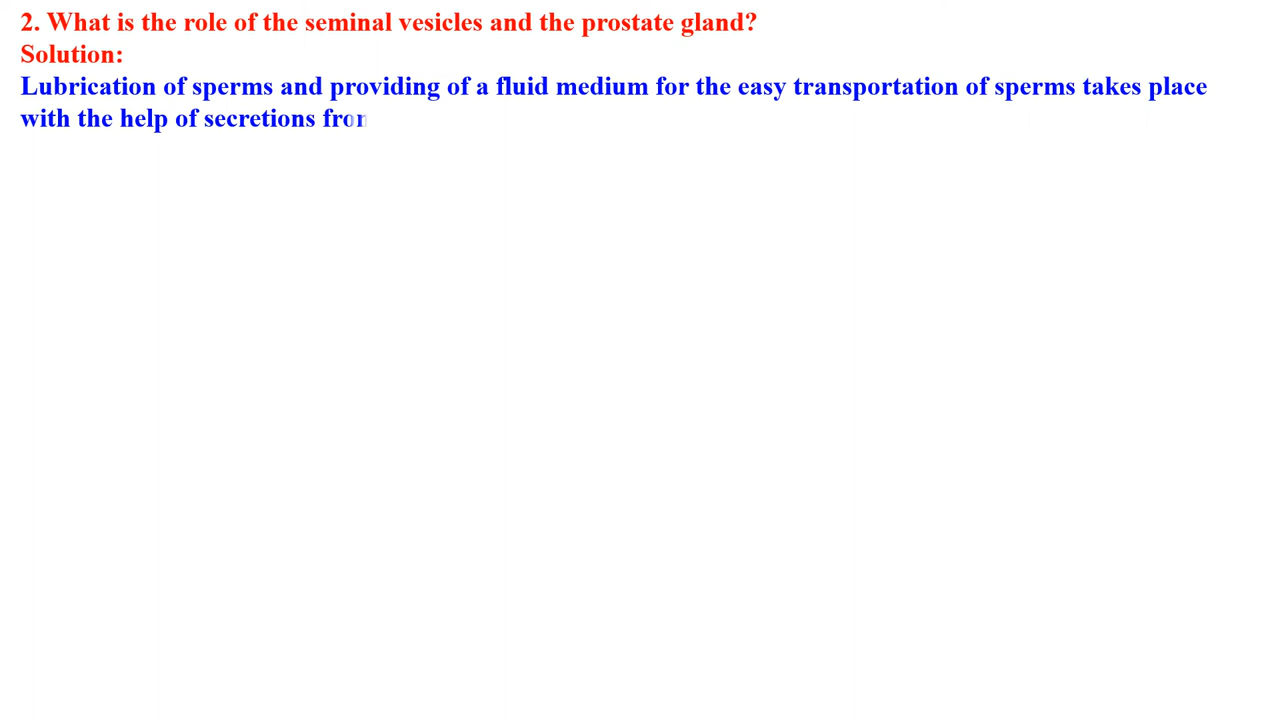 2. What is the role of the seminal vesicles and the prostate gland?
Solution:
Lubrication of sperms and providing of a fluid medium for the easy transportation of sperms takes place
with the help of secretions from